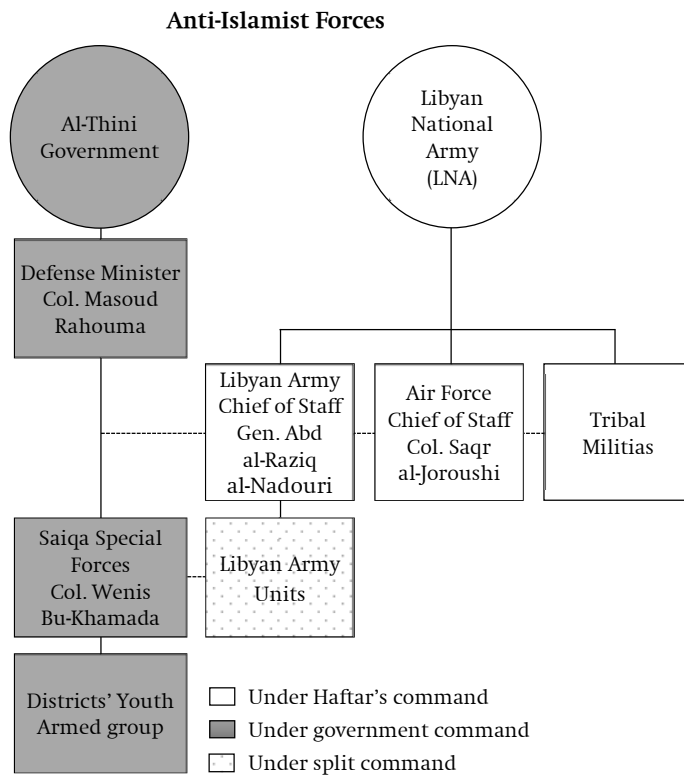 Anti-Islamist Forces
Al-Thini
Government
Libyan
National
Army
(LNA)
Defense Minister
Col. Masoud
Rahouma
Libyan Army
Chief of Staff
Gen. Abd
al-Raziq
al-Nadouri
Air Force
Chief of Staff
Col. Saqr
al-Joroushi
Tribal
Militias
Saiqa Special
Forces
Col. Wenis
Bu-Khamada
Libyan Army
Units
Districts’ Youth
Armed group
Under Haftar’s command
Under government command
Under split command